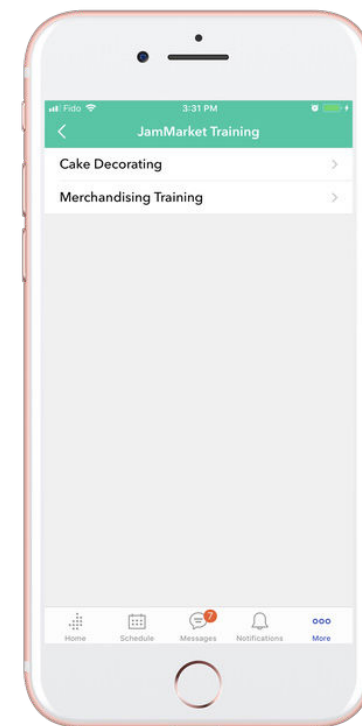 Fido 3:31 PM
JamMarket Training
Cake Decorating
Merchandising Training
7
Home Schedule Messages Notifications More